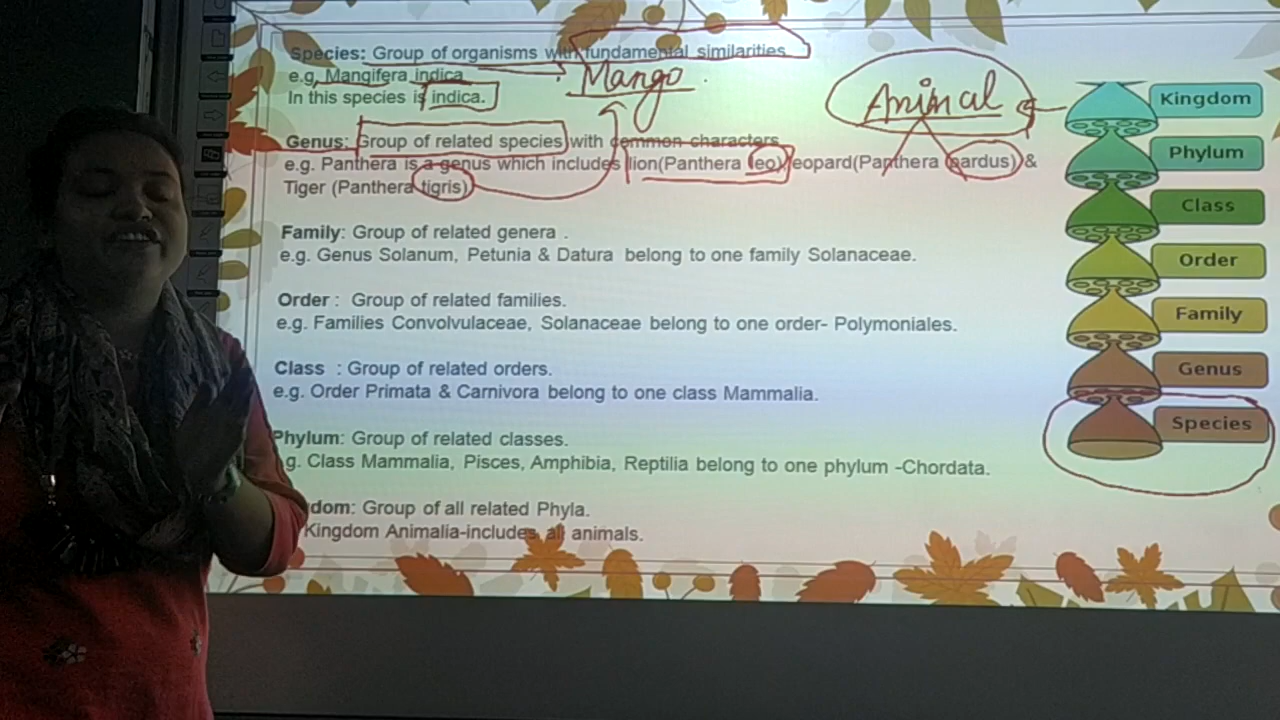 Species: Group of organisms with fundamental similarities
e.g. Mangifera indica
Mango
In this species is indica.
Animal
Genus: Group of related species with common characters
e.g. Panthera is a genus which includes lion(Panthera leo) leopard(Panthera pardus) &
Tiger (Panthera tigris)
Family: Group of related genera .
e.g. Genus Solanum, Petunia & Datura belong to one family Solanaceae.
Order : Group of related families.
e.g. Families Convolvulaceae, Solanaceae belong to one order- Polymoniales.
Class : Group of related orders.
e.g. Order Primata & Carnivora belong to one class Mammalia.
Phylum: Group of related classes.
g. Class Mammalia, Pisces, Amphibia, Reptilia belong to one phylum -Chordata.
dom: Group of all related Phyla.
Kingdom Animalia-includes all animals.
Kingdom
Phylum
Class
Order
Family
Genus
Species